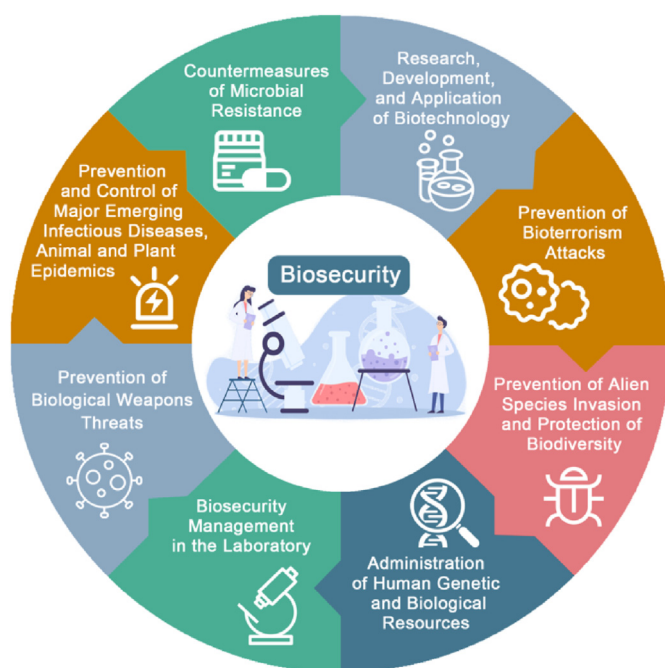 Countermeasures
of Microbial
Resistance
Research,
Development,
and Application
of Biotechnology
Prevention of
Bioterrorism
Attacks
Prevention of Alien
Species Invasion
and Protection of
Biodiversity
Administration
of Human Genetic
and Biological
Resources
Biosecurity
Management
in the Laboratory
Prevention of
Biological Weapons
Threats
Prevention
and Control of
Major Emerging
Infectious Diseases,
Animal and Plant
Epidemics
Biosecurity